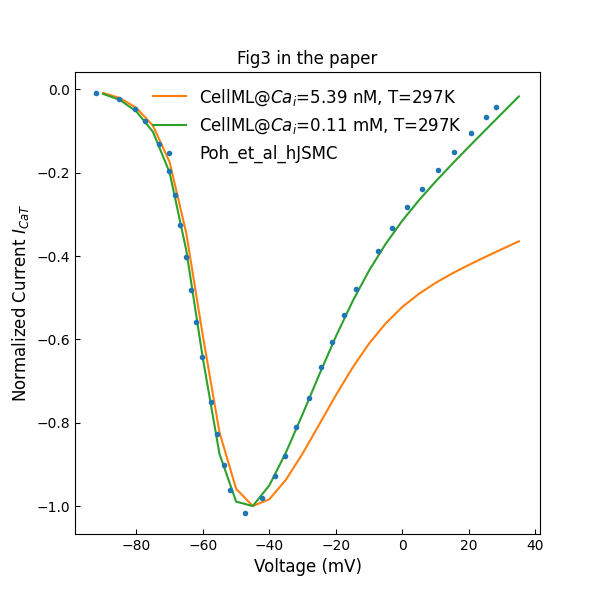 Fig3 in the paper
CellML@Ca_i=5.39 nM, T=297K
CellML@Ca_i=0.11 mM, T=297K
Poh_et_al_hJSMC
Normalized Current I_CaT
0.0
−0.2
−0.4
−0.6
−0.8
−1.0
−80 −60 −40 −20 0 20 40
Voltage (mV)